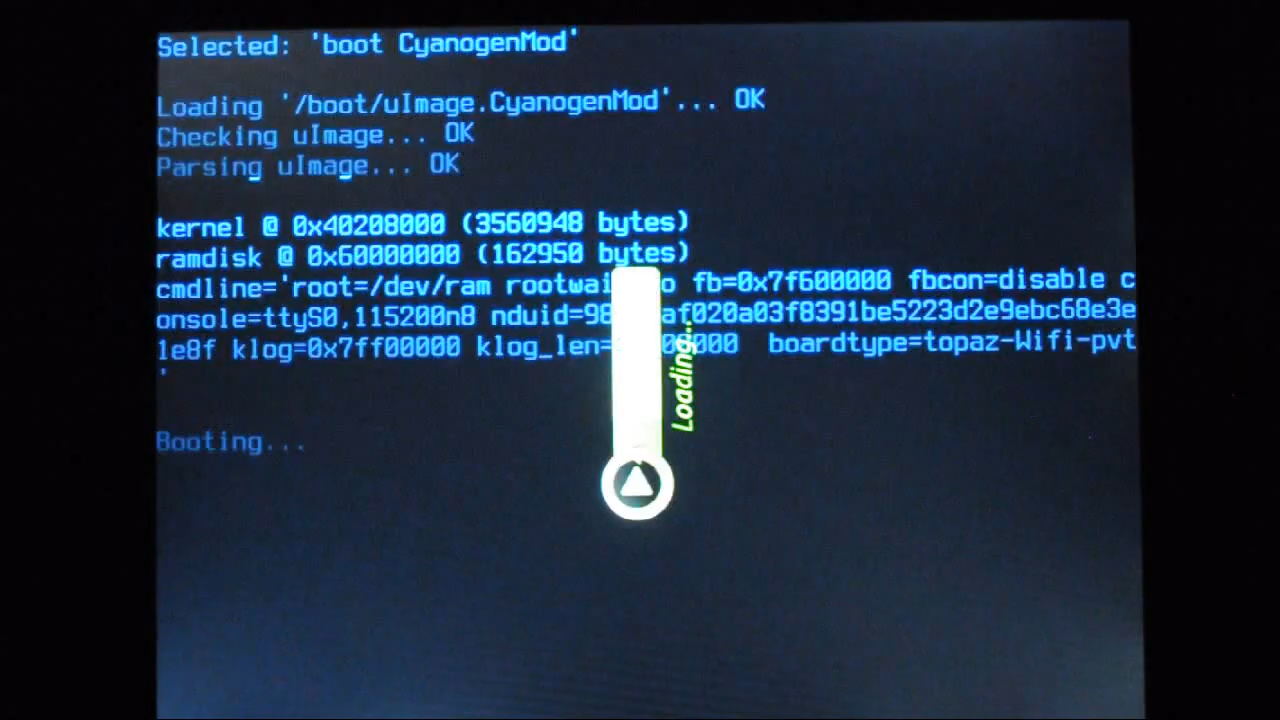 Selected: 'boot CyanogenMod'
Loading '/boot/uImage.CyanogenMod'... OK
Checking uImage... OK
Parsing uImage... OK
kernel @ 0x40208000 (3560948 bytes)
ramdisk @ 0x60000000 (162950 bytes)
cmdline='root=/dev/ram fb=0x7f600000 fbcon=disable c
onsole=ttyS0,115200n8
1e8f klog=0x7ff00000 boardtype=topaz-Wifi-pvt
'
Loading...
Booting...